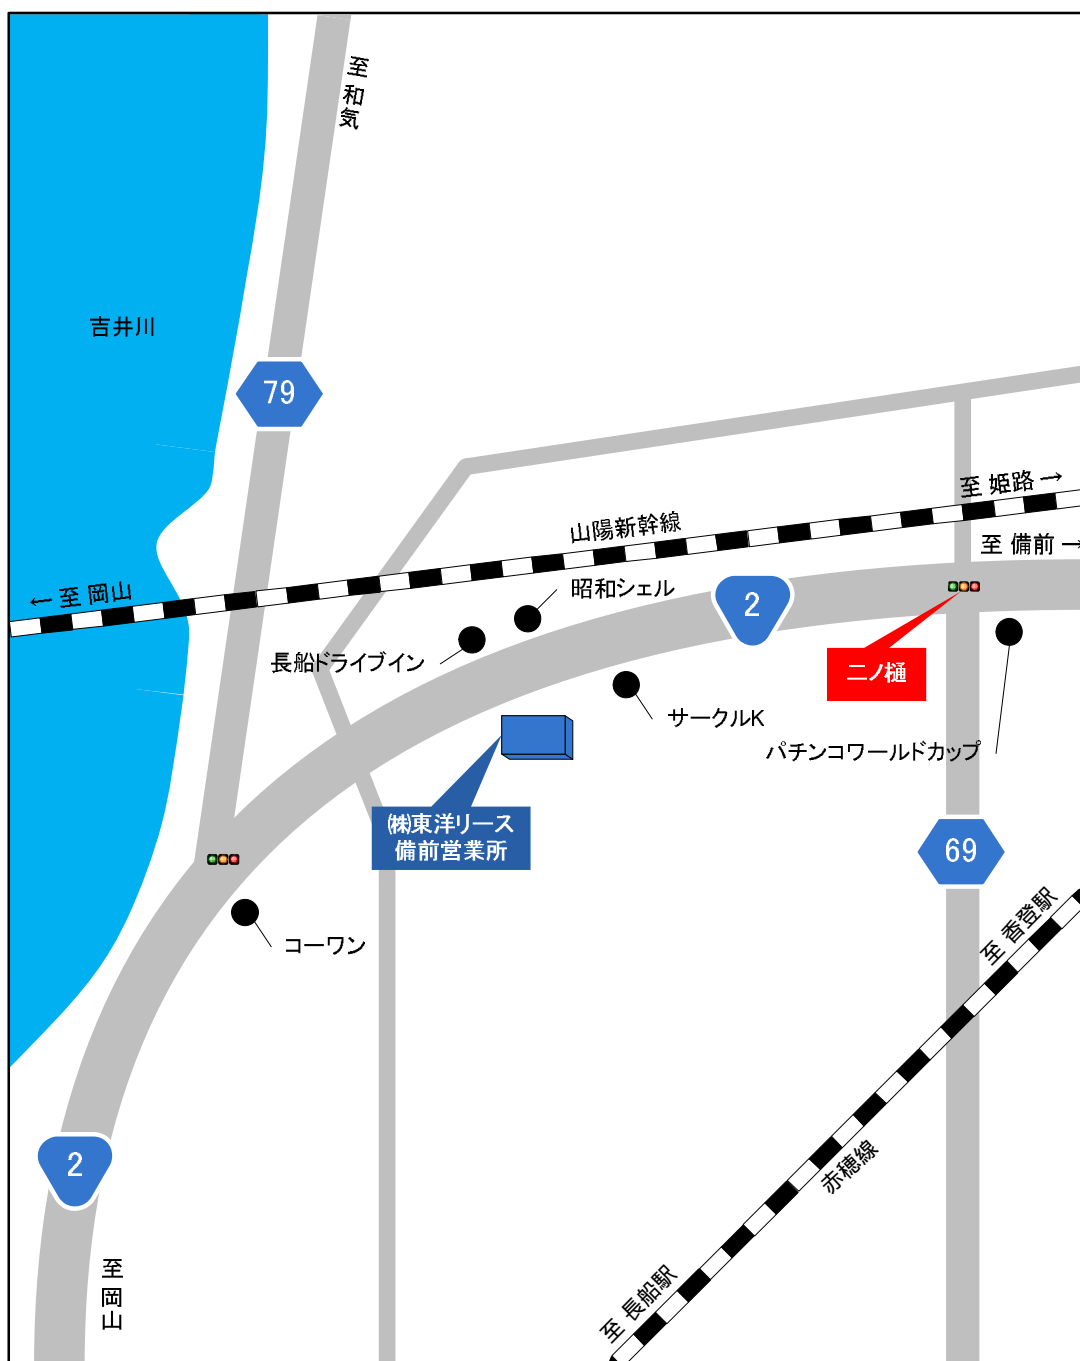 至和気
吉井川
79
至 姫路 →
山陽新幹線
至 備前 →
← 至 岡山
昭和シェル
2
長船ドライブイン
二ノ樋
サークルK
パチンコワールドカップ
㈱東洋リース
備前営業所
69
コーワン
至 香登駅
赤穂線
2
至岡山
至 長船駅